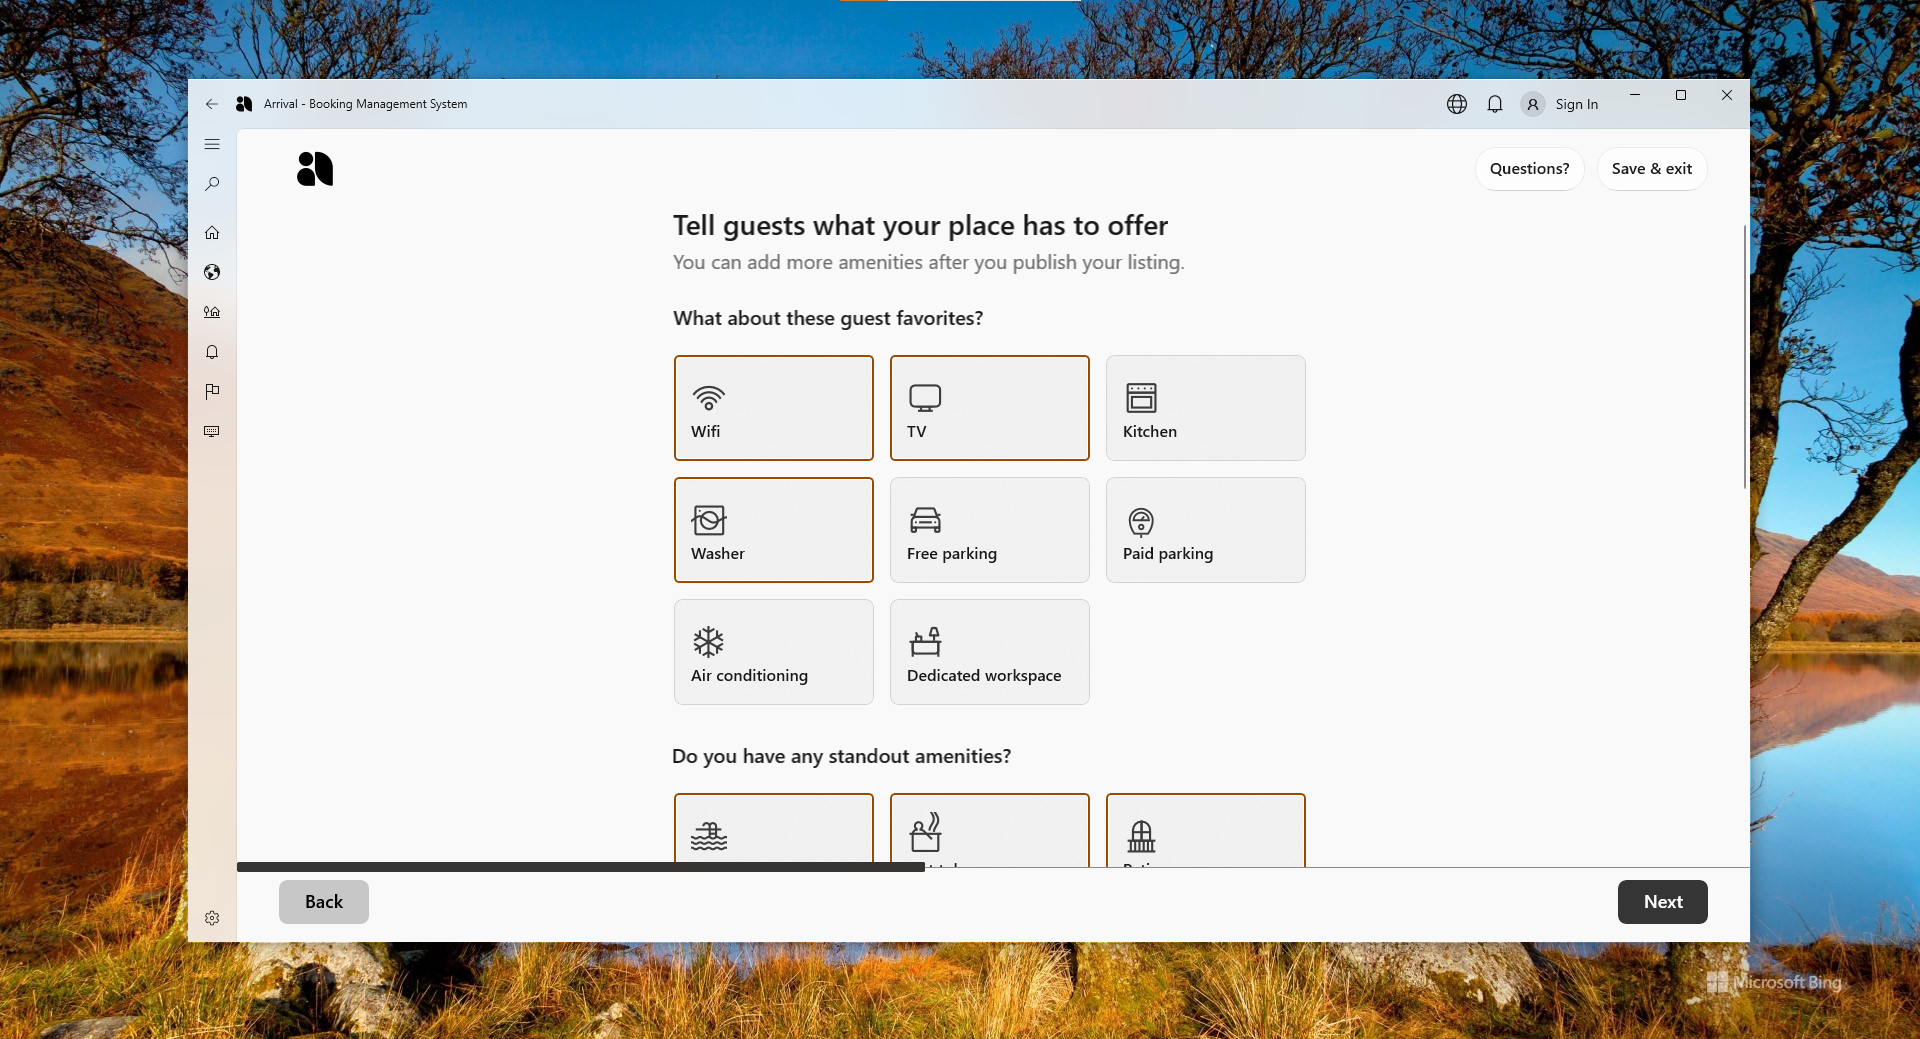 Arrival - Booking Management System
Sign In
Questions?
Save & exit
Tell guests what your place has to offer
You can add more amenities after you publish your listing.
What about these guest favorites?
Wifi
TV
Kitchen
Washer
Free parking
Paid parking
Air conditioning
Dedicated workspace
Do you have any standout amenities?
Back
Next
Microsoft Bing